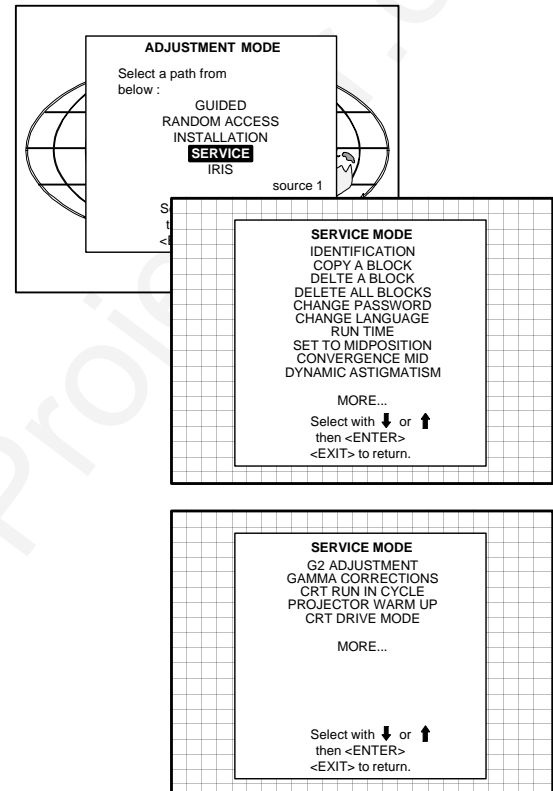 ADJUSTMENT MODE
Select a path from
below :
GUIDED
RANDOM ACCESS
INSTALLATION
SERVICE
IRIS
source 1
SERVICE MODE
IDENTIFICATION
COPY A BLOCK
DELTE A BLOCK
DELETE ALL BLOCKS
CHANGE PASSWORD
CHANGE LANGUAGE
RUN TIME
SET TO MIDPOSITION
CONVERGENCE MID
DYNAMIC ASTIGMATISM
MORE...
Select with ⬇ or ⬆
then <ENTER>
<EXIT> to return.
SERVICE MODE
G2 ADJUSTMENT
GAMMA CORRECTIONS
CRT RUN IN CYCLE
PROJECTOR WARM UP
CRT DRIVE MODE
MORE...
Select with ⬇ or ⬆
then <ENTER>
<EXIT> to return.